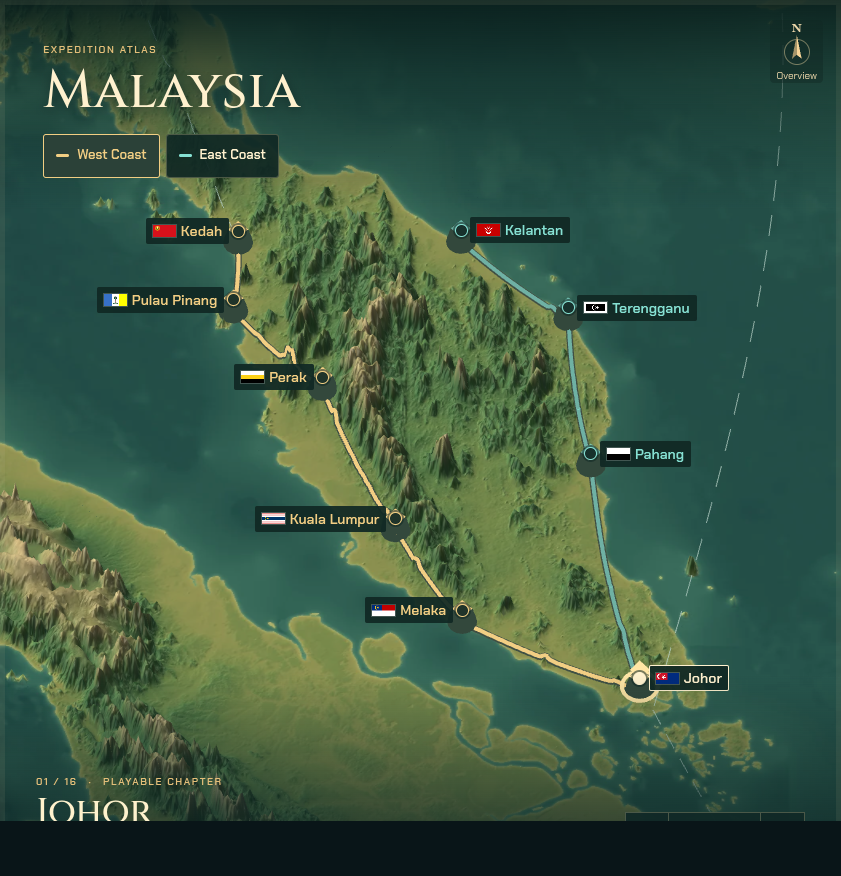 EXPEDITION ATLAS
MALAYSIA
West Coast
East Coast
N
Overview
Kedah
Kelantan
Pulau Pinang
Terengganu
Perak
Pahang
Kuala Lumpur
Melaka
Johor
01 / 16 · PLAYABLE CHAPTER
JOHOR